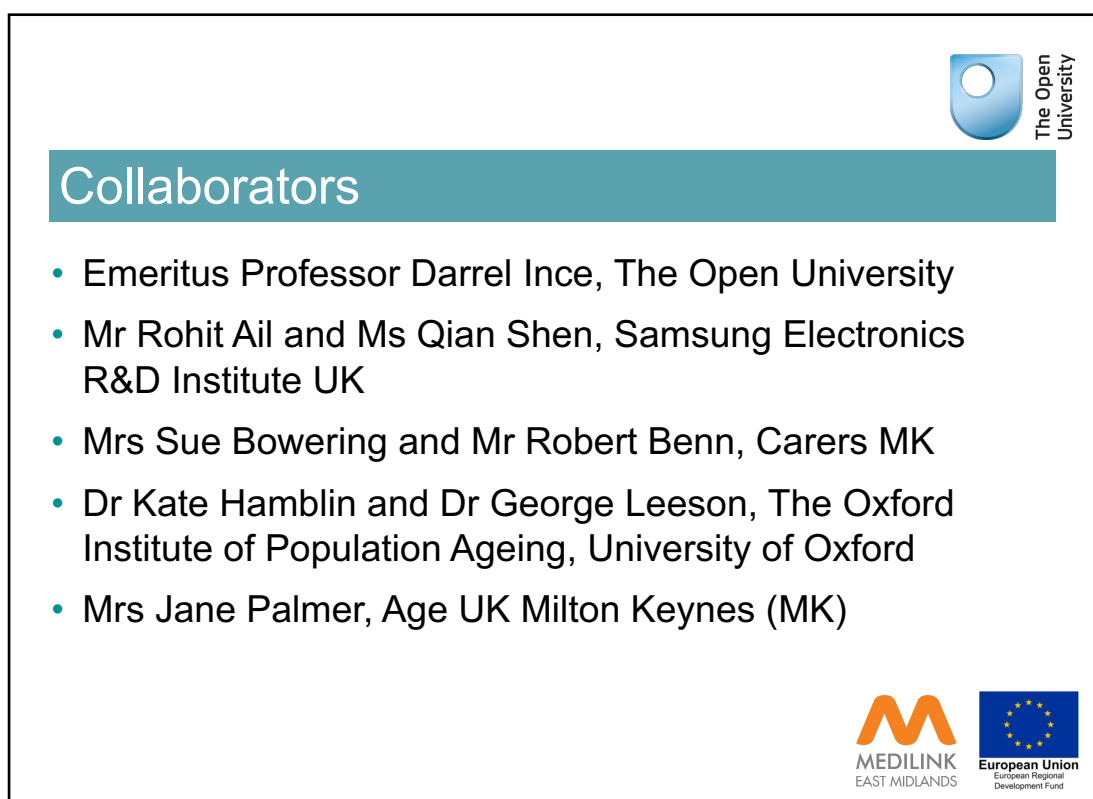 The Open
University
Collaborators
• Emeritus Professor Darrel Ince, The Open University
• Mr Rohit Ail and Ms Qian Shen, Samsung Electronics
R&D Institute UK
• Mrs Sue Bowering and Mr Robert Benn, Carers MK
• Dr Kate Hamblin and Dr George Leeson, The Oxford
Institute of Population Ageing, University of Oxford
• Mrs Jane Palmer, Age UK Milton Keynes (MK)
MEDILINK
EAST MIDLANDS
European Union
European Regional
Development Fund